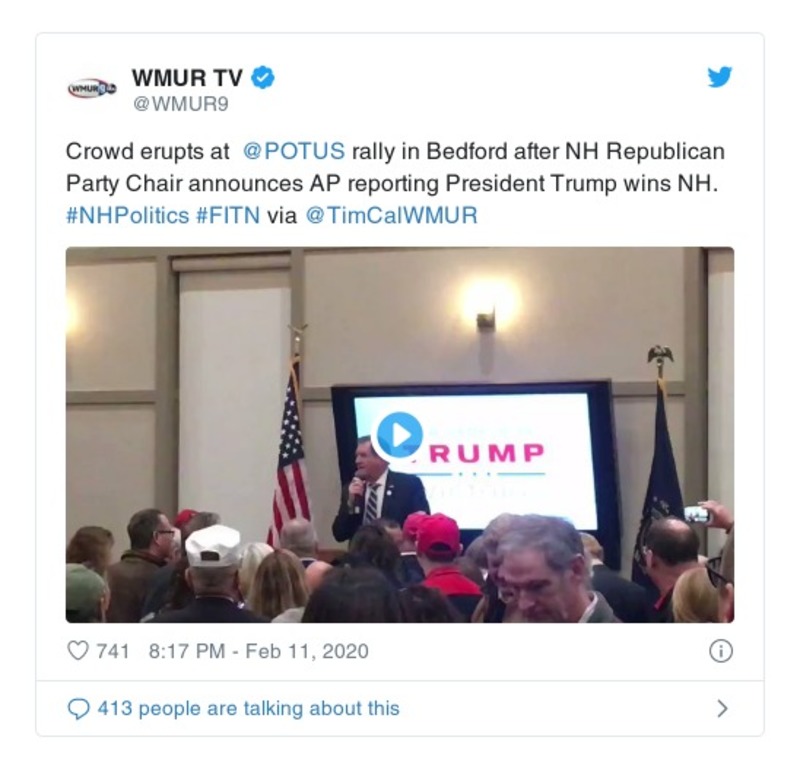 WMUR TV
@WMUR9
Crowd erupts at @POTUS rally in Bedford after NH Republican
Party Chair announces AP reporting President Trump wins NH.
#NHPolitics #FITN via @TimCalWMUR
TRUMP
741 8:17 PM - Feb 11, 2020
413 people are talking about this